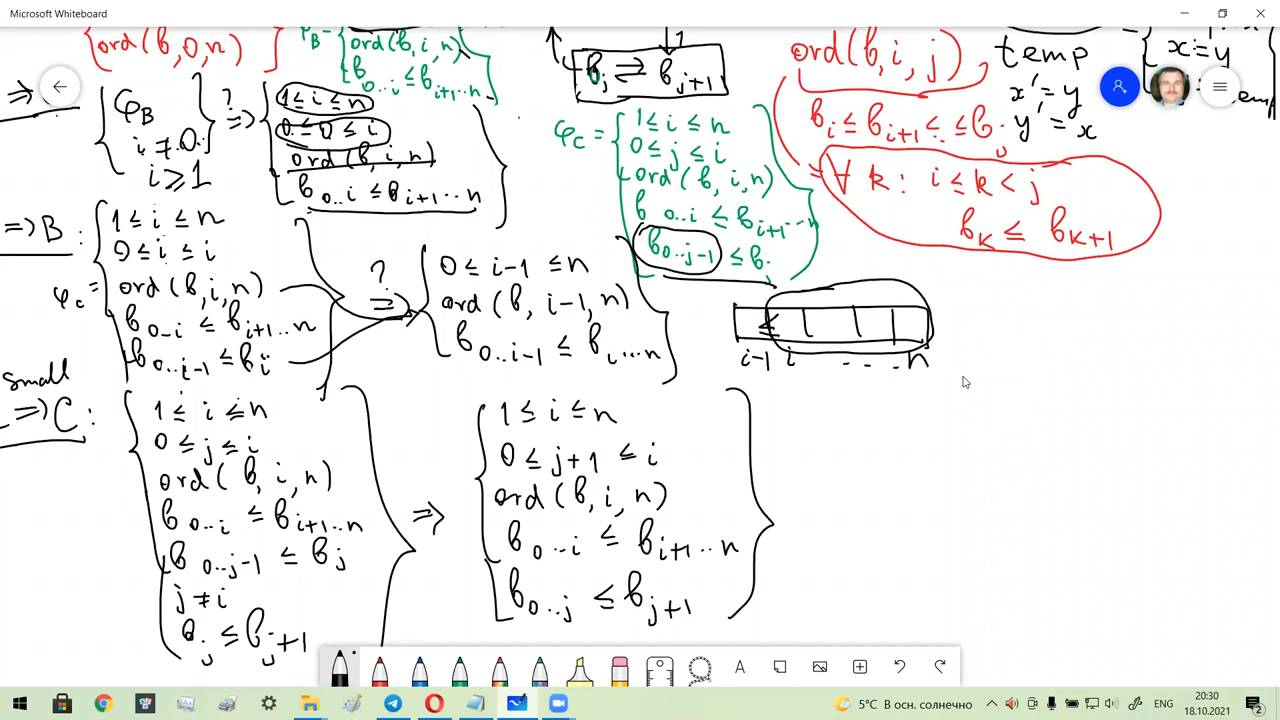 Microsoft Whiteboard
{ord(b,0,n)
φB =
ord(b,i,n)
b0..i ≤ bi+1..n
bj ⇄ bj+1
1
ord(b,i,j)
bi ≤ bi+1 ≤ .. ≤ bj
= ∀ k: i ≤ k < j
bk ≤ bk+1
temp
x' = y
y' = x
x = y
⇒
φB
i ≠ 0
i ≥ 1
?
⇒
1 ≤ i ≤ n
0 ≤ 0 ≤ i
ord(b,i,n)
b0..i ≤ bi+1...n
φC =
1 ≤ i ≤ n
0 ≤ j ≤ i
ord(b,i,n)
b0..i ≤ bi+1...n
b0..j-1 ≤ bj
⇒ B:
φC =
1 ≤ i ≤ n
0 ≤ i ≤ i
ord(b,i,n)
b0-i ≤ bi+1..n
b0..i-1 ≤ bi
?
⇒
0 ≤ i-1 ≤ n
ord(b,i-1,n)
b0..i-1 ≤ bi...n
≤
i-1 i ... n
small
⇒ C:
1 ≤ i ≤ n
0 ≤ j ≤ i
ord(b,i,n)
b0..i ≤ bi+1..n
b0..j-1 ≤ bj
j ≠ i
bj ≤ bj+1
⇒
1 ≤ i ≤ n
0 ≤ j+1 ≤ i
ord(b,i,n)
b0..i ≤ bi+1..n
b0..j ≤ bj+1
A
5°C В осн. солнечно
ENG
20:30
18.10.2021
2